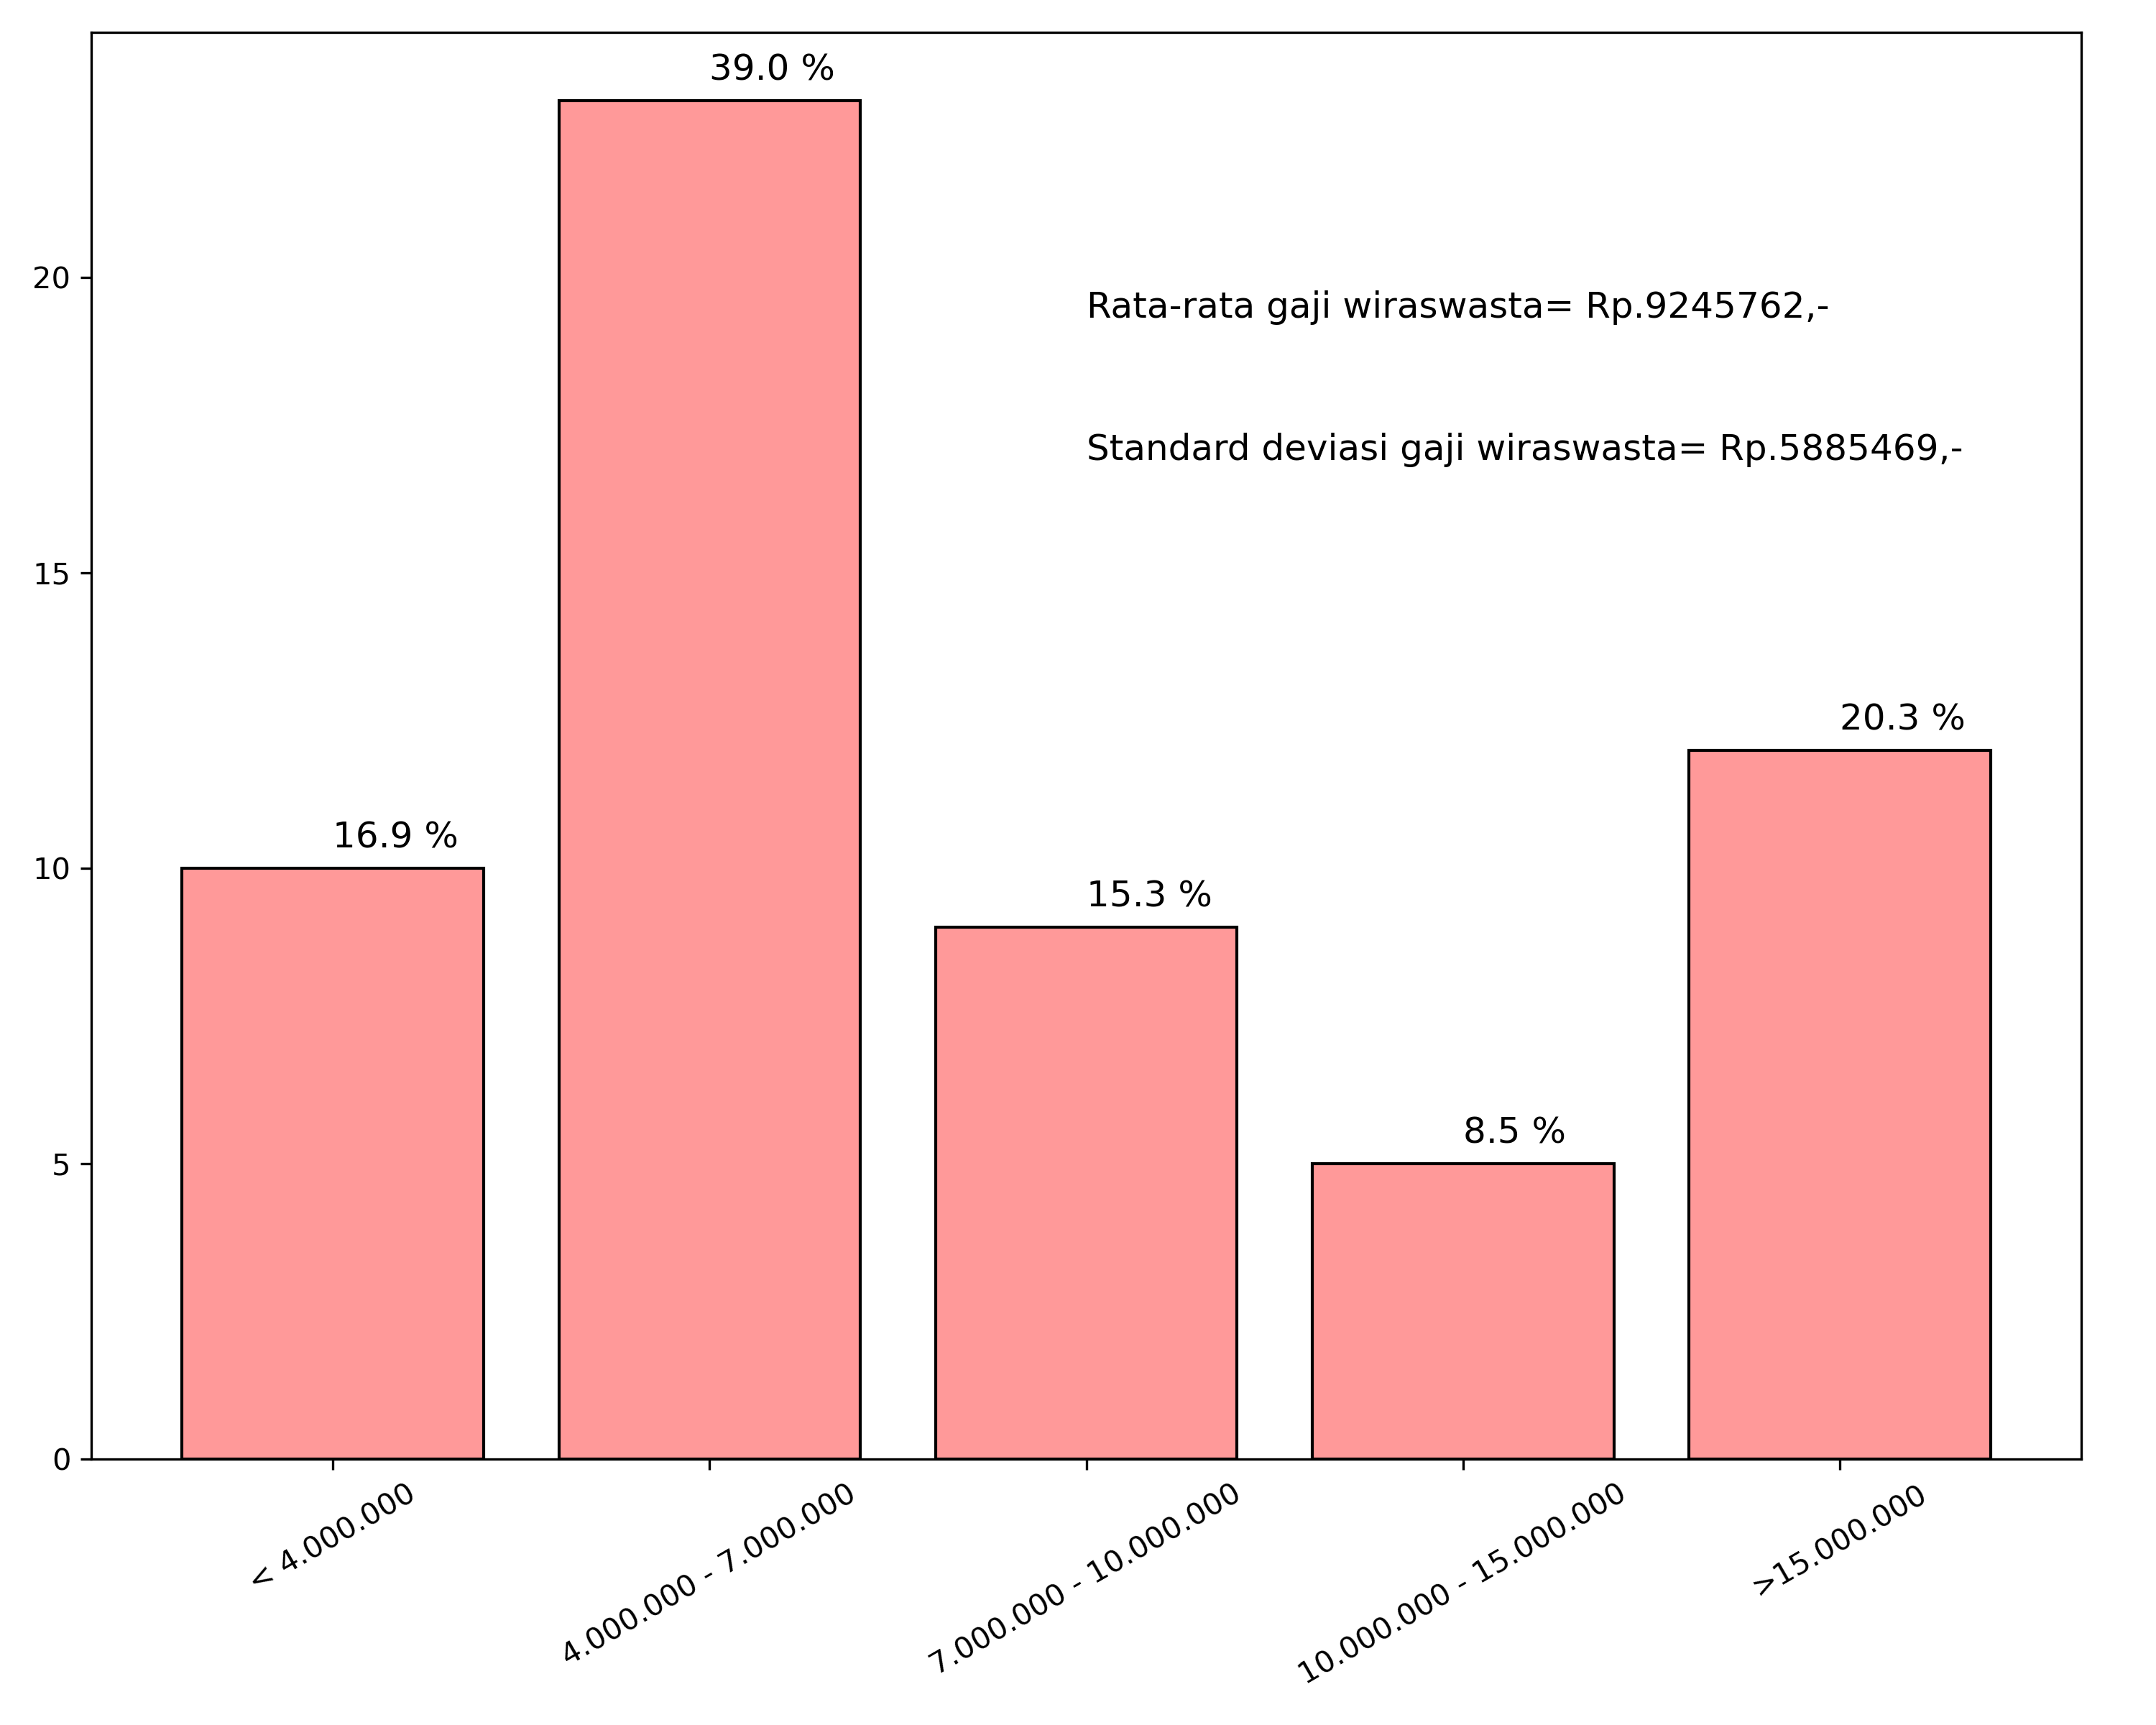 39.0 %
20
Rata-rata gaji wiraswasta= Rp.9245762,-
Standard deviasi gaji wiraswasta= Rp.5885469,-
15
20.3 %
16.9 %
10
15.3 %
8.5 %
5
0
< 4.000.000
4.000.000 - 7.000.000
7.000.000 - 10.000.000
10.000.000 - 15.000.000
>15.000.000